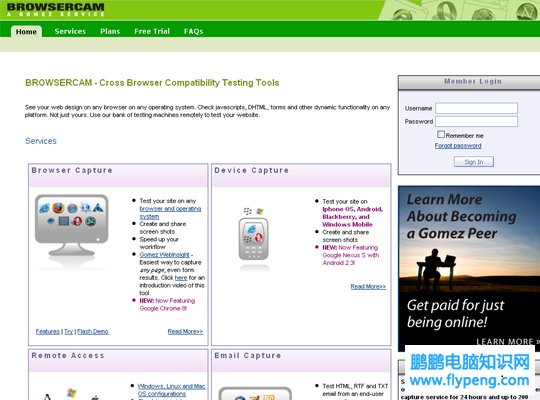 BROWSERCAM
A GOMEZ SERVICE
Home Services Plans Free Trial FAQs
BROWSERCAM - Cross Browser Compatibility Testing Tools
See your web design on any browser on any operating system. Check javascripts, DHTML, forms and other dynamic functionality on any
platform. Not just yours. Use our bank of testing machines remotely to test your website.
Services
Browser Capture
Test your site on any
browser and operating
system
Create and share
screen shots
Speed up your
workflow
Gomez WebInsight -
Easiest way to capture
any page, even form
results. Click here for an
introduction video of this
tool.
NEW: Now Featuring
Google Chrome 8!
Features | Try | Flash Demo
Read More>>
Device Capture
Test your site on
Iphone OS, Android,
Blackberry, and
Windows Mobile
Create and share
screen shots
NEW: Now Featuring
Google Nexus S with
Android 2.3!
Read More>>
Remote Access
Windows, Linux and Mac
OS configurations
Email Capture
Test HTML, RTF and TXT
email from an end-user
Member Login
Username
Password
Remember me
Forgot password
Sign In
Learn More
About Becoming
a Gomez Peer
Get paid for just
being online!
LEARN MORE
鹏鹏电脑知识网
www.flypeng.com
capture service for 24 hours and up to 200